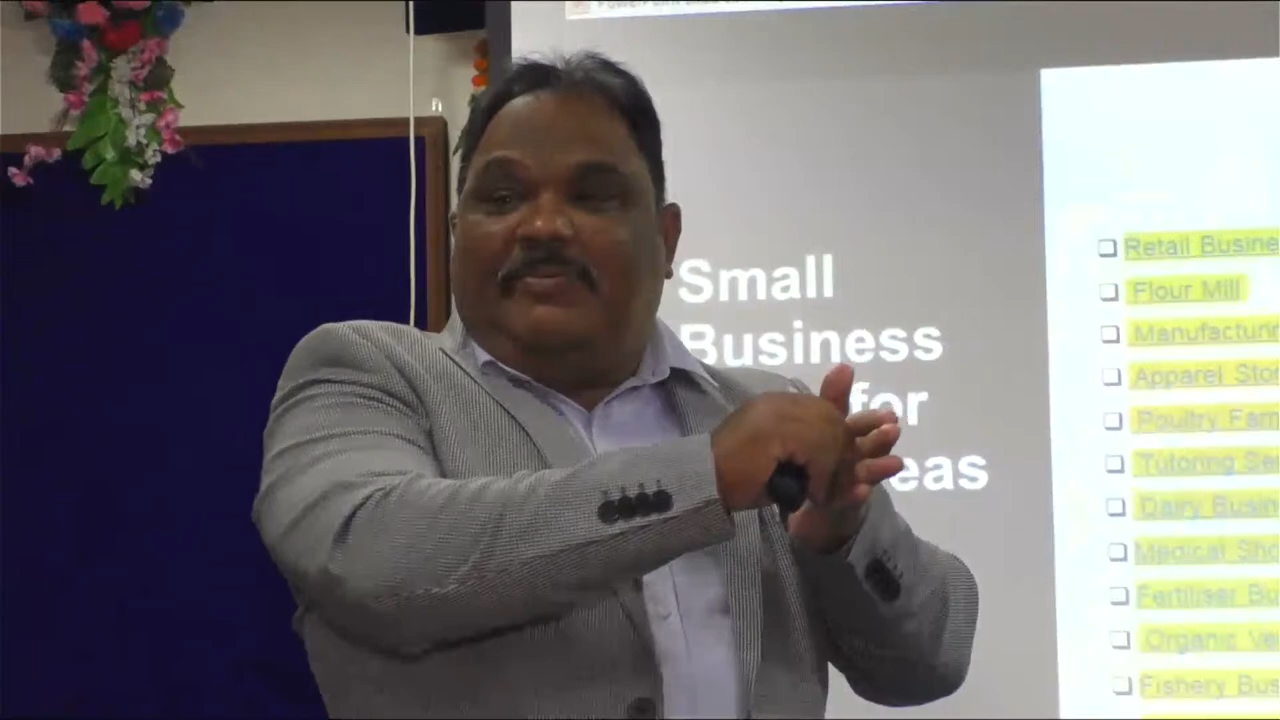 Small
Business
for
eas
Retail Busine
Flour Mill
Manufacturin
Apparel Stor
Poultry Farm
Tutoring Se
Dairy Busin
Medical Sho
Fertiliser Bu
Organic Ve
Fishery Bus